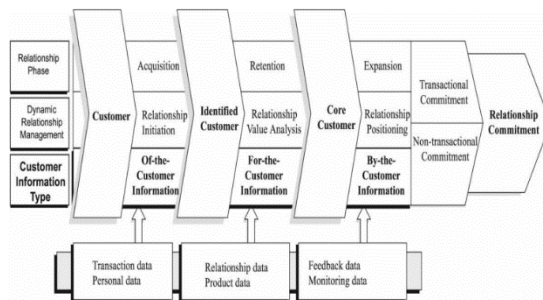 Relationship
Phase
Acquisition
Retention
Expansion
Dynamic
Relationship
Management
Customer
Relationship
Initiation
Identified
Customer
Relationship
Value Analysis
Core
Customer
Relationship
Positioning
Transactional
Commitment
Non-transactional
Commitment
Relationship
Commitment
Customer
Information
Type
Of-the-
Customer
Information
For-the-
Customer
Information
By-the-
Customer
Information
Transaction data
Personal data
Relationship data
Product data
Feedback data
Monitoring data